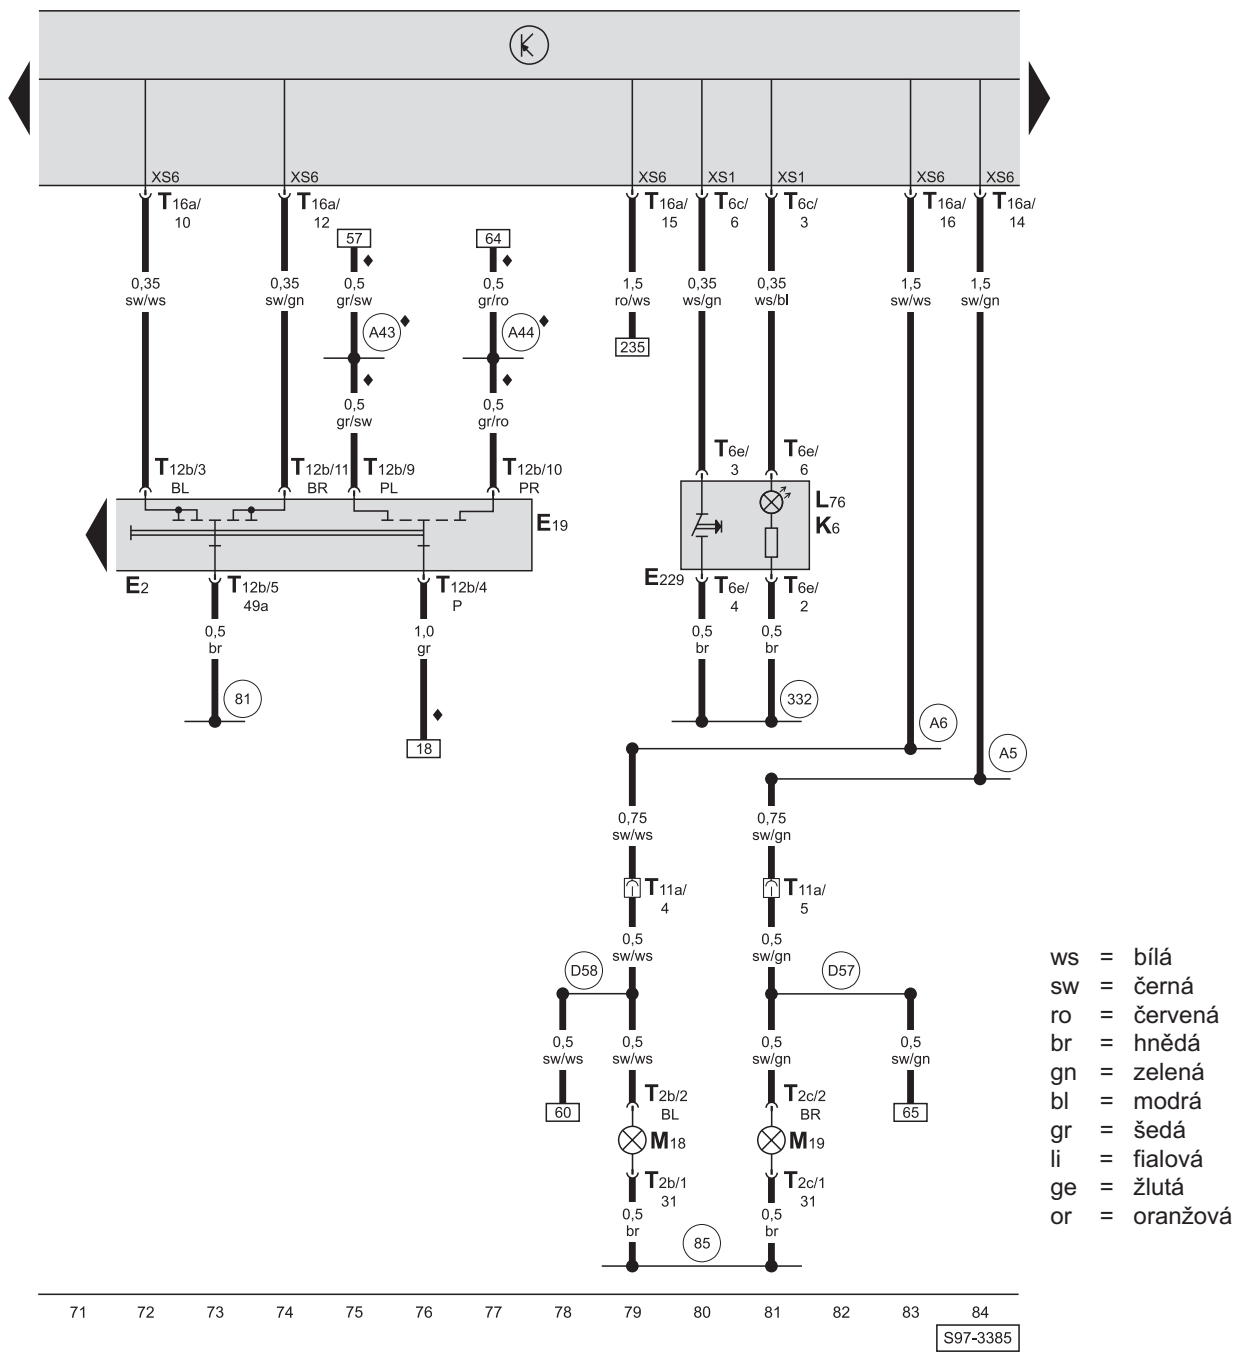 XS6 XS6 XS6 XS1 XS1 XS6 XS6
T16a/ T16a/ T16a/ T6c/ T6c/ T16a/ T16a/
10 12 15 6 3 16 14
57 64
0,35 0,35 0,5 0,5 1,5 0,35 0,35 1,5 1,5
sw/ws sw/gn gr/sw gr/ro ro/ws ws/gn ws/bl sw/ws sw/gn
A43 A44
235
0,5 0,5
gr/sw gr/ro
T6e/ T6e/
3 6
T12b/3 T12b/11 T12b/9 T12b/10
BL BR PL PR
L76
E19
K6
E2 E229
T12b/5 T12b/4 T6e/ T6e/
49a P 4 2
0,5 1,0 0,5 0,5
br gr br br
81 332
A6
18 A5
0,75 0,75
sw/ws sw/gn
T11a/ T11a/
4 5
0,5 0,5
sw/ws sw/gn
D58 D57
0,5 0,5 0,5 0,5
sw/ws sw/ws sw/gn sw/gn
T2b/2 T2c/2
60 BL BR 65
M18 M19
T2b/1 T2c/1
31 31
0,5 0,5
br br
85
ws = bílá
sw = černá
ro = červená
br = hnědá
gn = zelená
bl = modrá
gr = šedá
li = fialová
ge = žlutá
or = oranžová
71 72 73 74 75 76 77 78 79 80 81 82 83 84
S97-3385